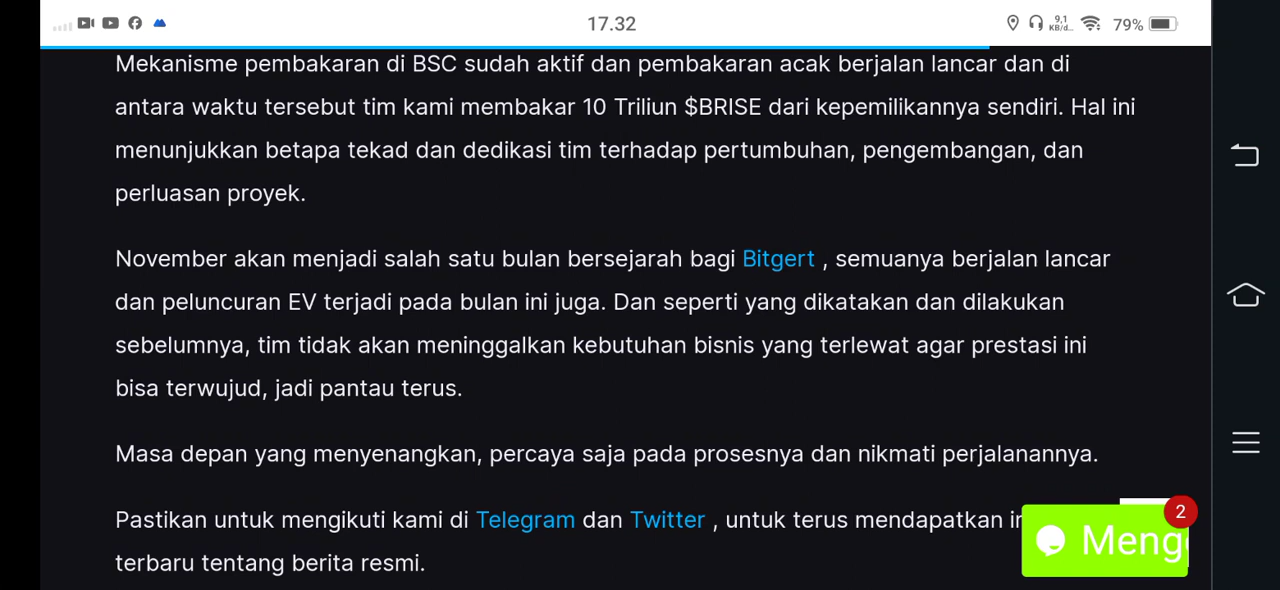 17.32
9,1
KB/d...
79%
Mekanisme pembakaran di BSC sudah aktif dan pembakaran acak berjalan lancar dan di
antara waktu tersebut tim kami membakar 10 Triliun $BRISE dari kepemilikannya sendiri. Hal ini
menunjukkan betapa tekad dan dedikasi tim terhadap pertumbuhan, pengembangan, dan
perluasan proyek.
November akan menjadi salah satu bulan bersejarah bagi Bitgert , semuanya berjalan lancar
dan peluncuran EV terjadi pada bulan ini juga. Dan seperti yang dikatakan dan dilakukan
sebelumnya, tim tidak akan meninggalkan kebutuhan bisnis yang terlewat agar prestasi ini
bisa terwujud, jadi pantau terus.
Masa depan yang menyenangkan, percaya saja pada prosesnya dan nikmati perjalanannya.
Pastikan untuk mengikuti kami di Telegram dan Twitter , untuk terus mendapatkan
terbaru tentang berita resmi.
2
Meng